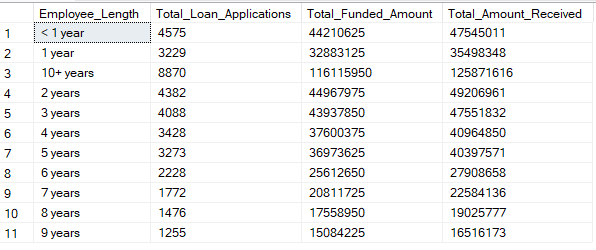 Employee_Length Total_Loan_Applications Total_Funded_Amount Total_Amount_Received
1 < 1 year 4575 44210625 47545011
2 1 year 3229 32883125 35498348
3 10+ years 8870 116115950 125871616
4 2 years 4382 44967975 49206961
5 3 years 4088 43937850 47551832
6 4 years 3428 37600375 40964850
7 5 years 3273 36973625 40397571
8 6 years 2228 25612650 27908658
9 7 years 1772 20811725 22584136
10 8 years 1476 17558950 19025777
11 9 years 1255 15084225 16516173